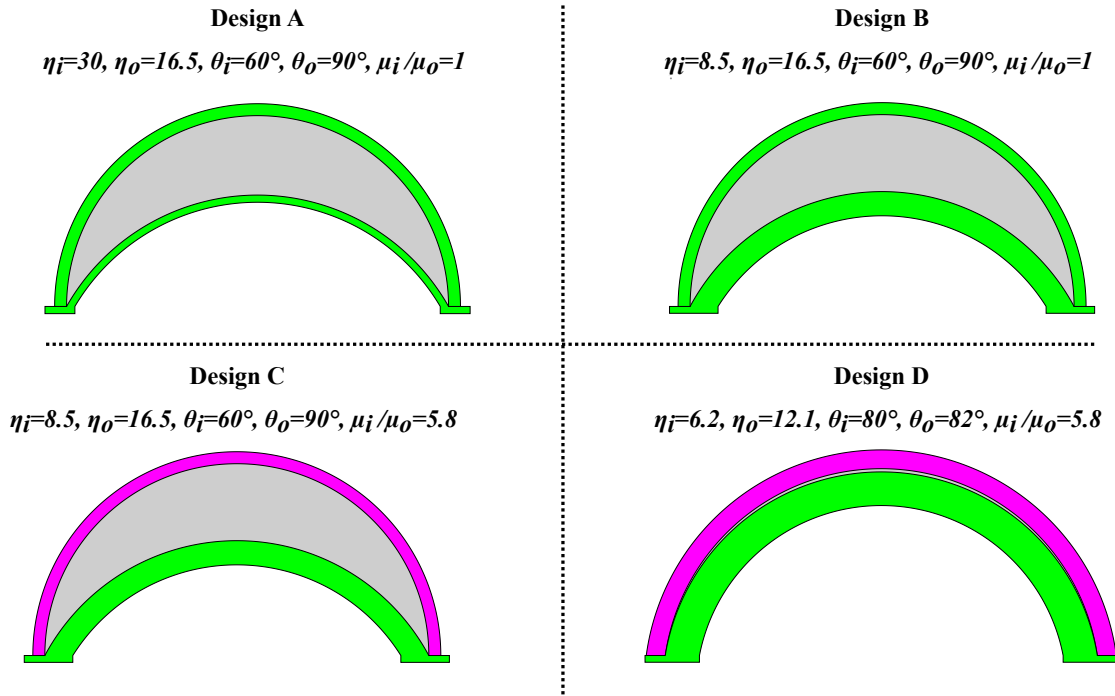 Design A
ηi=30, ηo=16.5, θi=60°, θo=90°, μi/μo=1
Design B
ηi=8.5, ηo=16.5, θi=60°, θo=90°, μi/μo=1
Design C
ηi=8.5, ηo=16.5, θi=60°, θo=90°, μi/μo=5.8
Design D
ηi=6.2, ηo=12.1, θi=80°, θo=82°, μi/μo=5.8